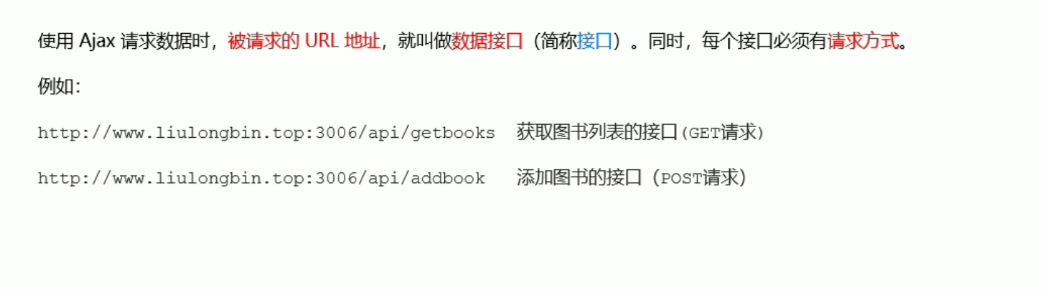 使用 Ajax 请求数据时，被请求的 URL 地址，就叫做数据接口（简称接口）。同时，每个接口必须有请求方式。
例如：
http://www.liulongbin.top:3006/api/getbooks 获取图书列表的接口(GET请求)
http://www.liulongbin.top:3006/api/addbook 添加图书的接口（POST请求）